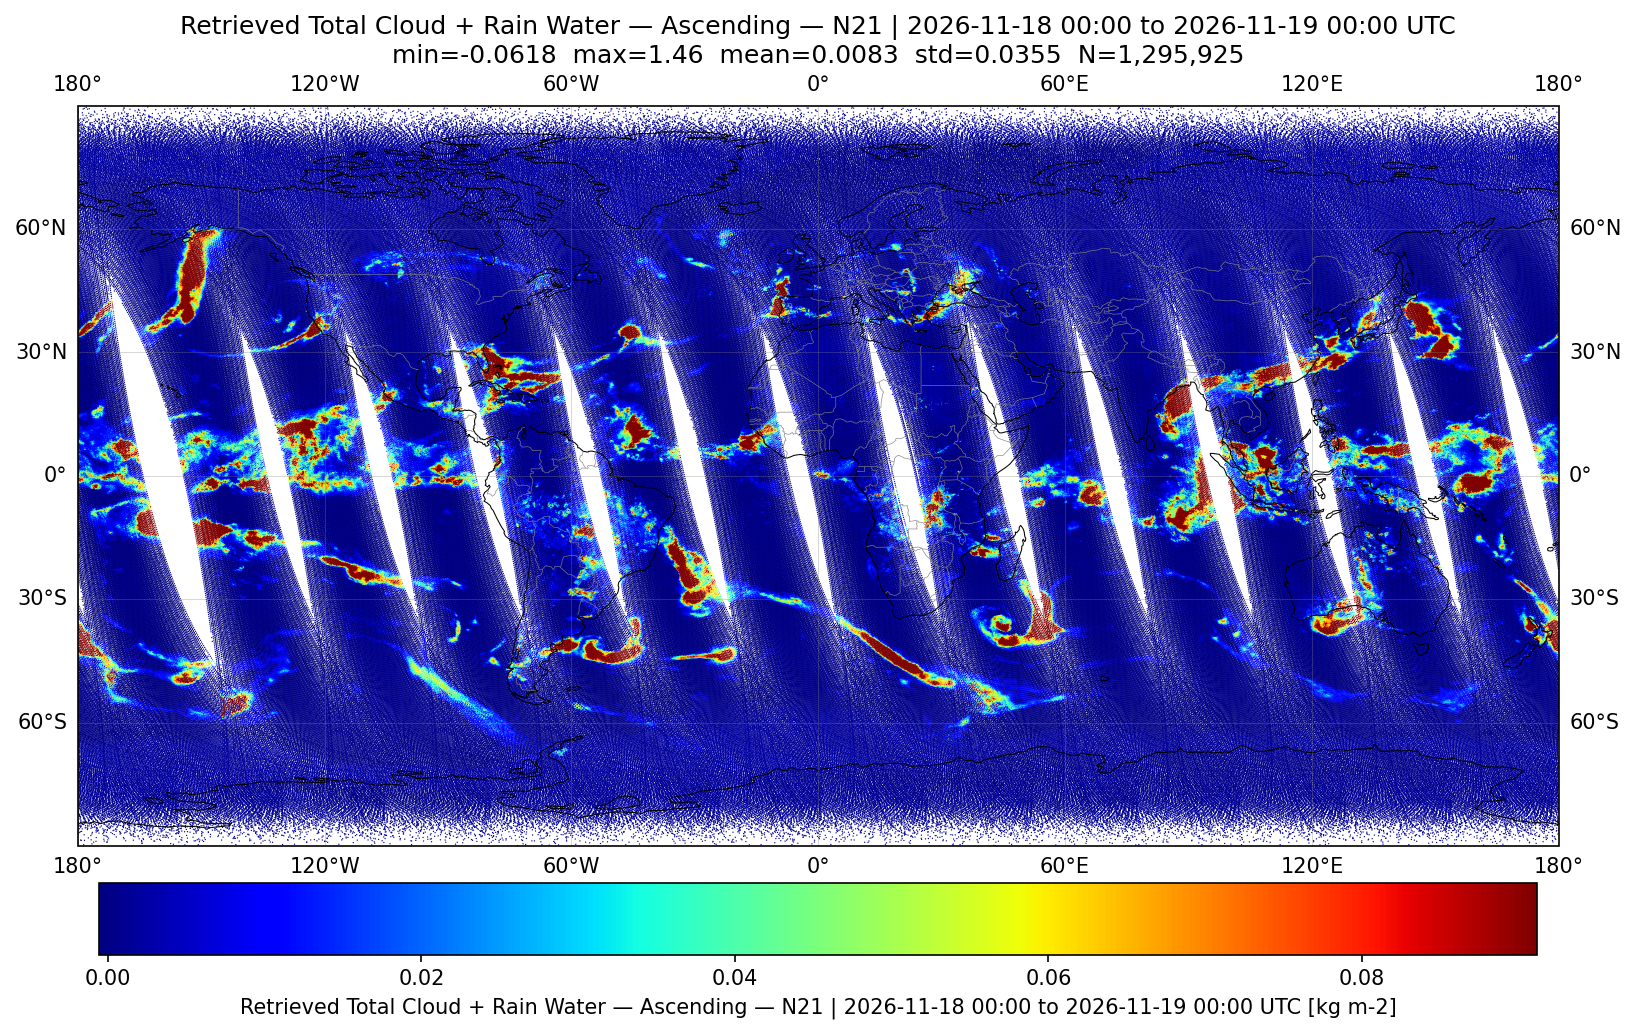 Retrieved Total Cloud + Rain Water — Ascending — N21 | 2026-11-18 00:00 to 2026-11-19 00:00 UTC
min=-0.0618  max=1.46  mean=0.0083  std=0.0355  N=1,295,925
180° 120°W 60°W 0° 60°E 120°E 180°
60°N 60°N
30°N 30°N
0° 0°
30°S 30°S
60°S 60°S
180° 120°W 60°W 0° 60°E 120°E 180°
0.00 0.02 0.04 0.06 0.08
Retrieved Total Cloud + Rain Water — Ascending — N21 | 2026-11-18 00:00 to 2026-11-19 00:00 UTC [kg m-2]